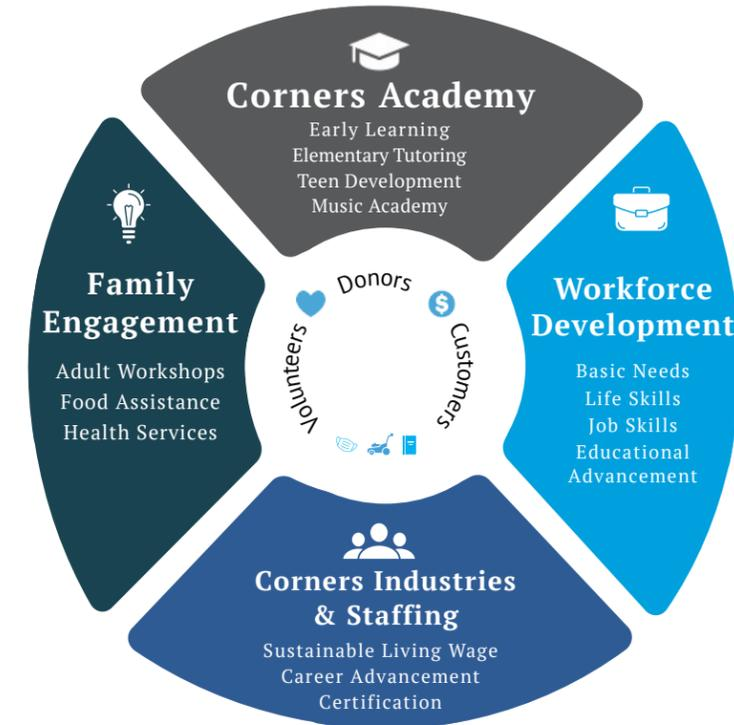 Corners Academy
Early Learning
Elementary Tutoring
Teen Development
Music Academy
Family
Engagement
Adult Workshops
Food Assistance
Health Services
Volunteers
Donors
$
Customers
Workforce
Development
Basic Needs
Life Skills
Job Skills
Educational
Advancement
Corners Industries
& Staffing
Sustainable Living Wage
Career Advancement
Certification